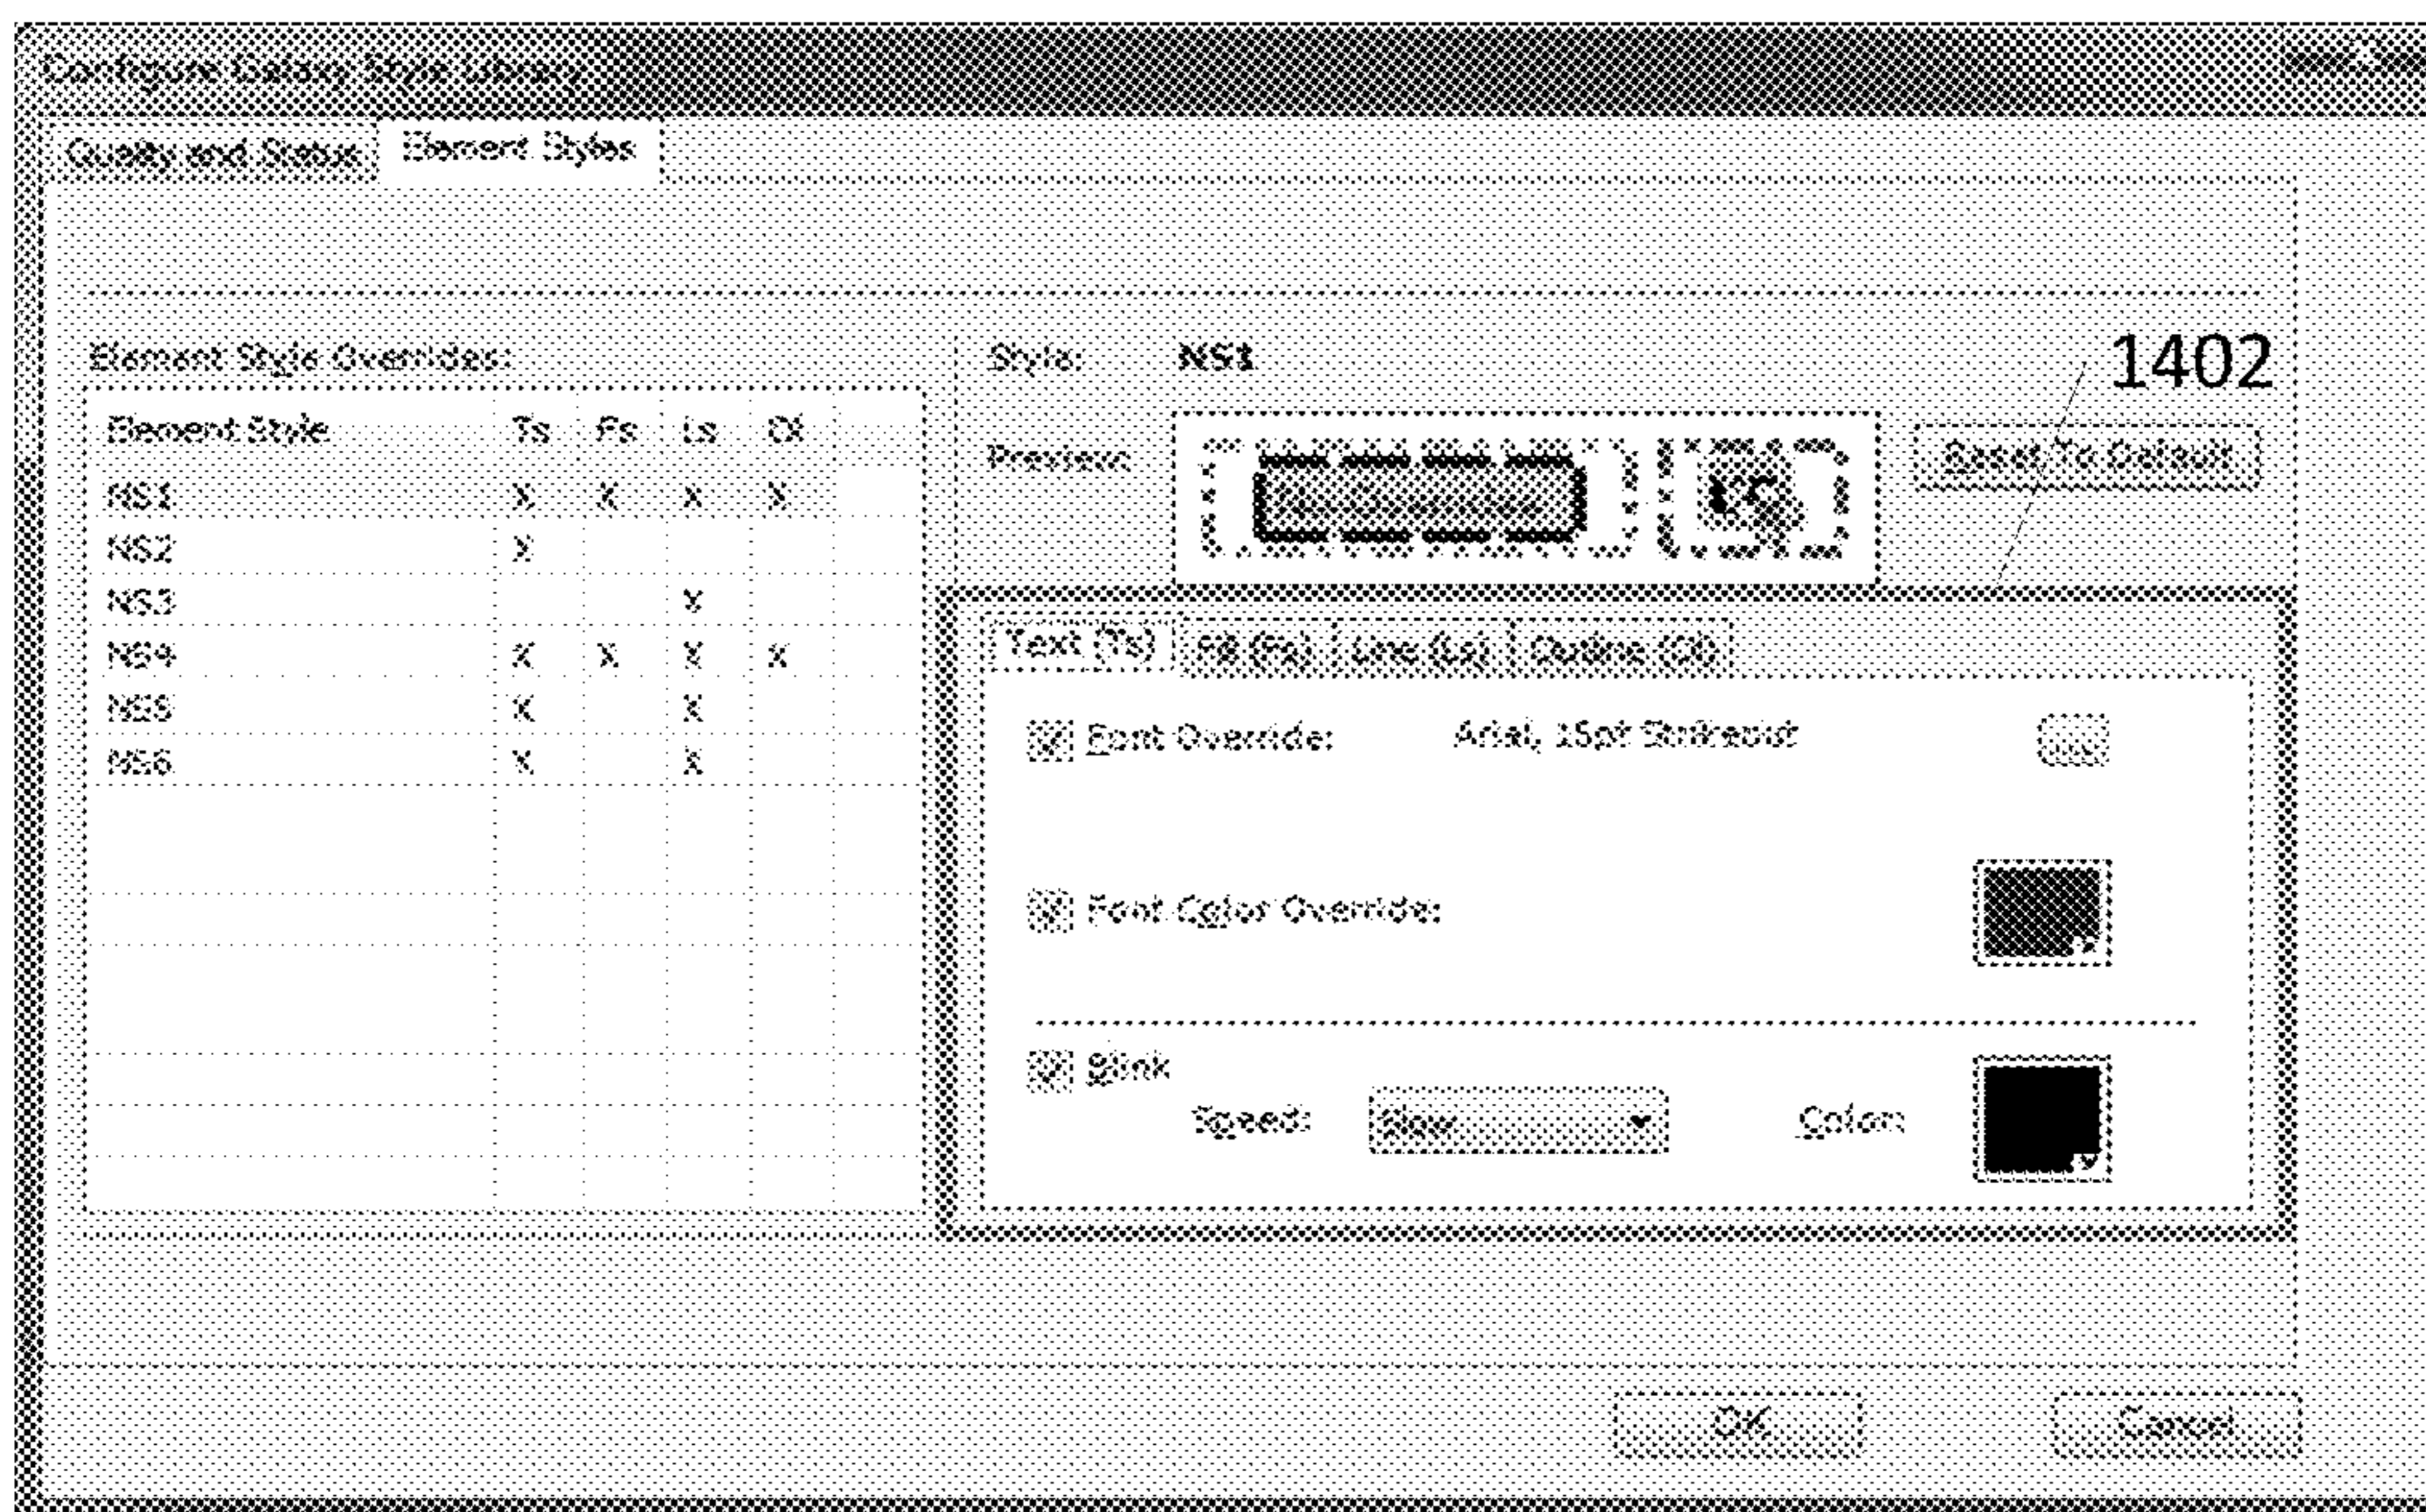 Configure Galaxy Style Library
Quality and Status Element Styles
Element Style Overrides:
Style: NS1
1402
Element Style Ts Fs Ls Ol
Preview: Reset To Default
NS1 X X X X
NS2 X
NS3 X
NS4 X X X X
NS5 X X
NS6 X X
Text (Ts) Fill (Fs) Line (Ls) Outline (Ol)
Font Override: Arial, 15pt Strikeout ...
Font Color Override:
Blink
Speed: Slow Color:
OK Cancel